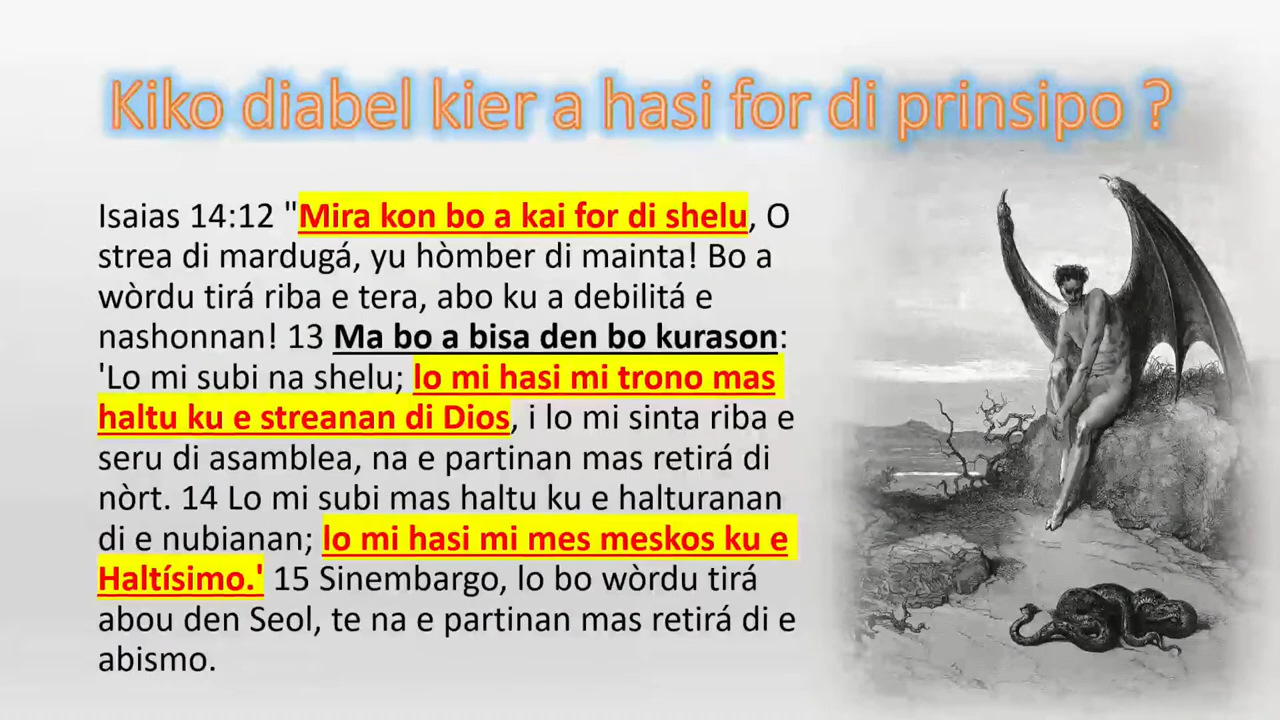 Kiko diabel kier a hasi for di prinsipo ?
Isaias 14:12 "Mira kon bo a kai for di shelu, O
strea di mardugá, yu hòmber di mainta! Bo a
wòrdu tirá riba e tera, abo ku a debilitá e
nashonnan! 13 Ma bo a bisa den bo kurason:
'Lo mi subi na shelu; lo mi hasi mi trono mas
haltu ku e streanan di Dios, i lo mi sinta riba e
seru di asamblea, na e partinan mas retirá di
nòrt. 14 Lo mi subi mas haltu ku e halturanan
di e nubianan; lo mi hasi mi mes meskos ku e
Haltísimo.' 15 Sinembargo, lo bo wòrdu tirá
abou den Seol, te na e partinan mas retirá di e
abismo.